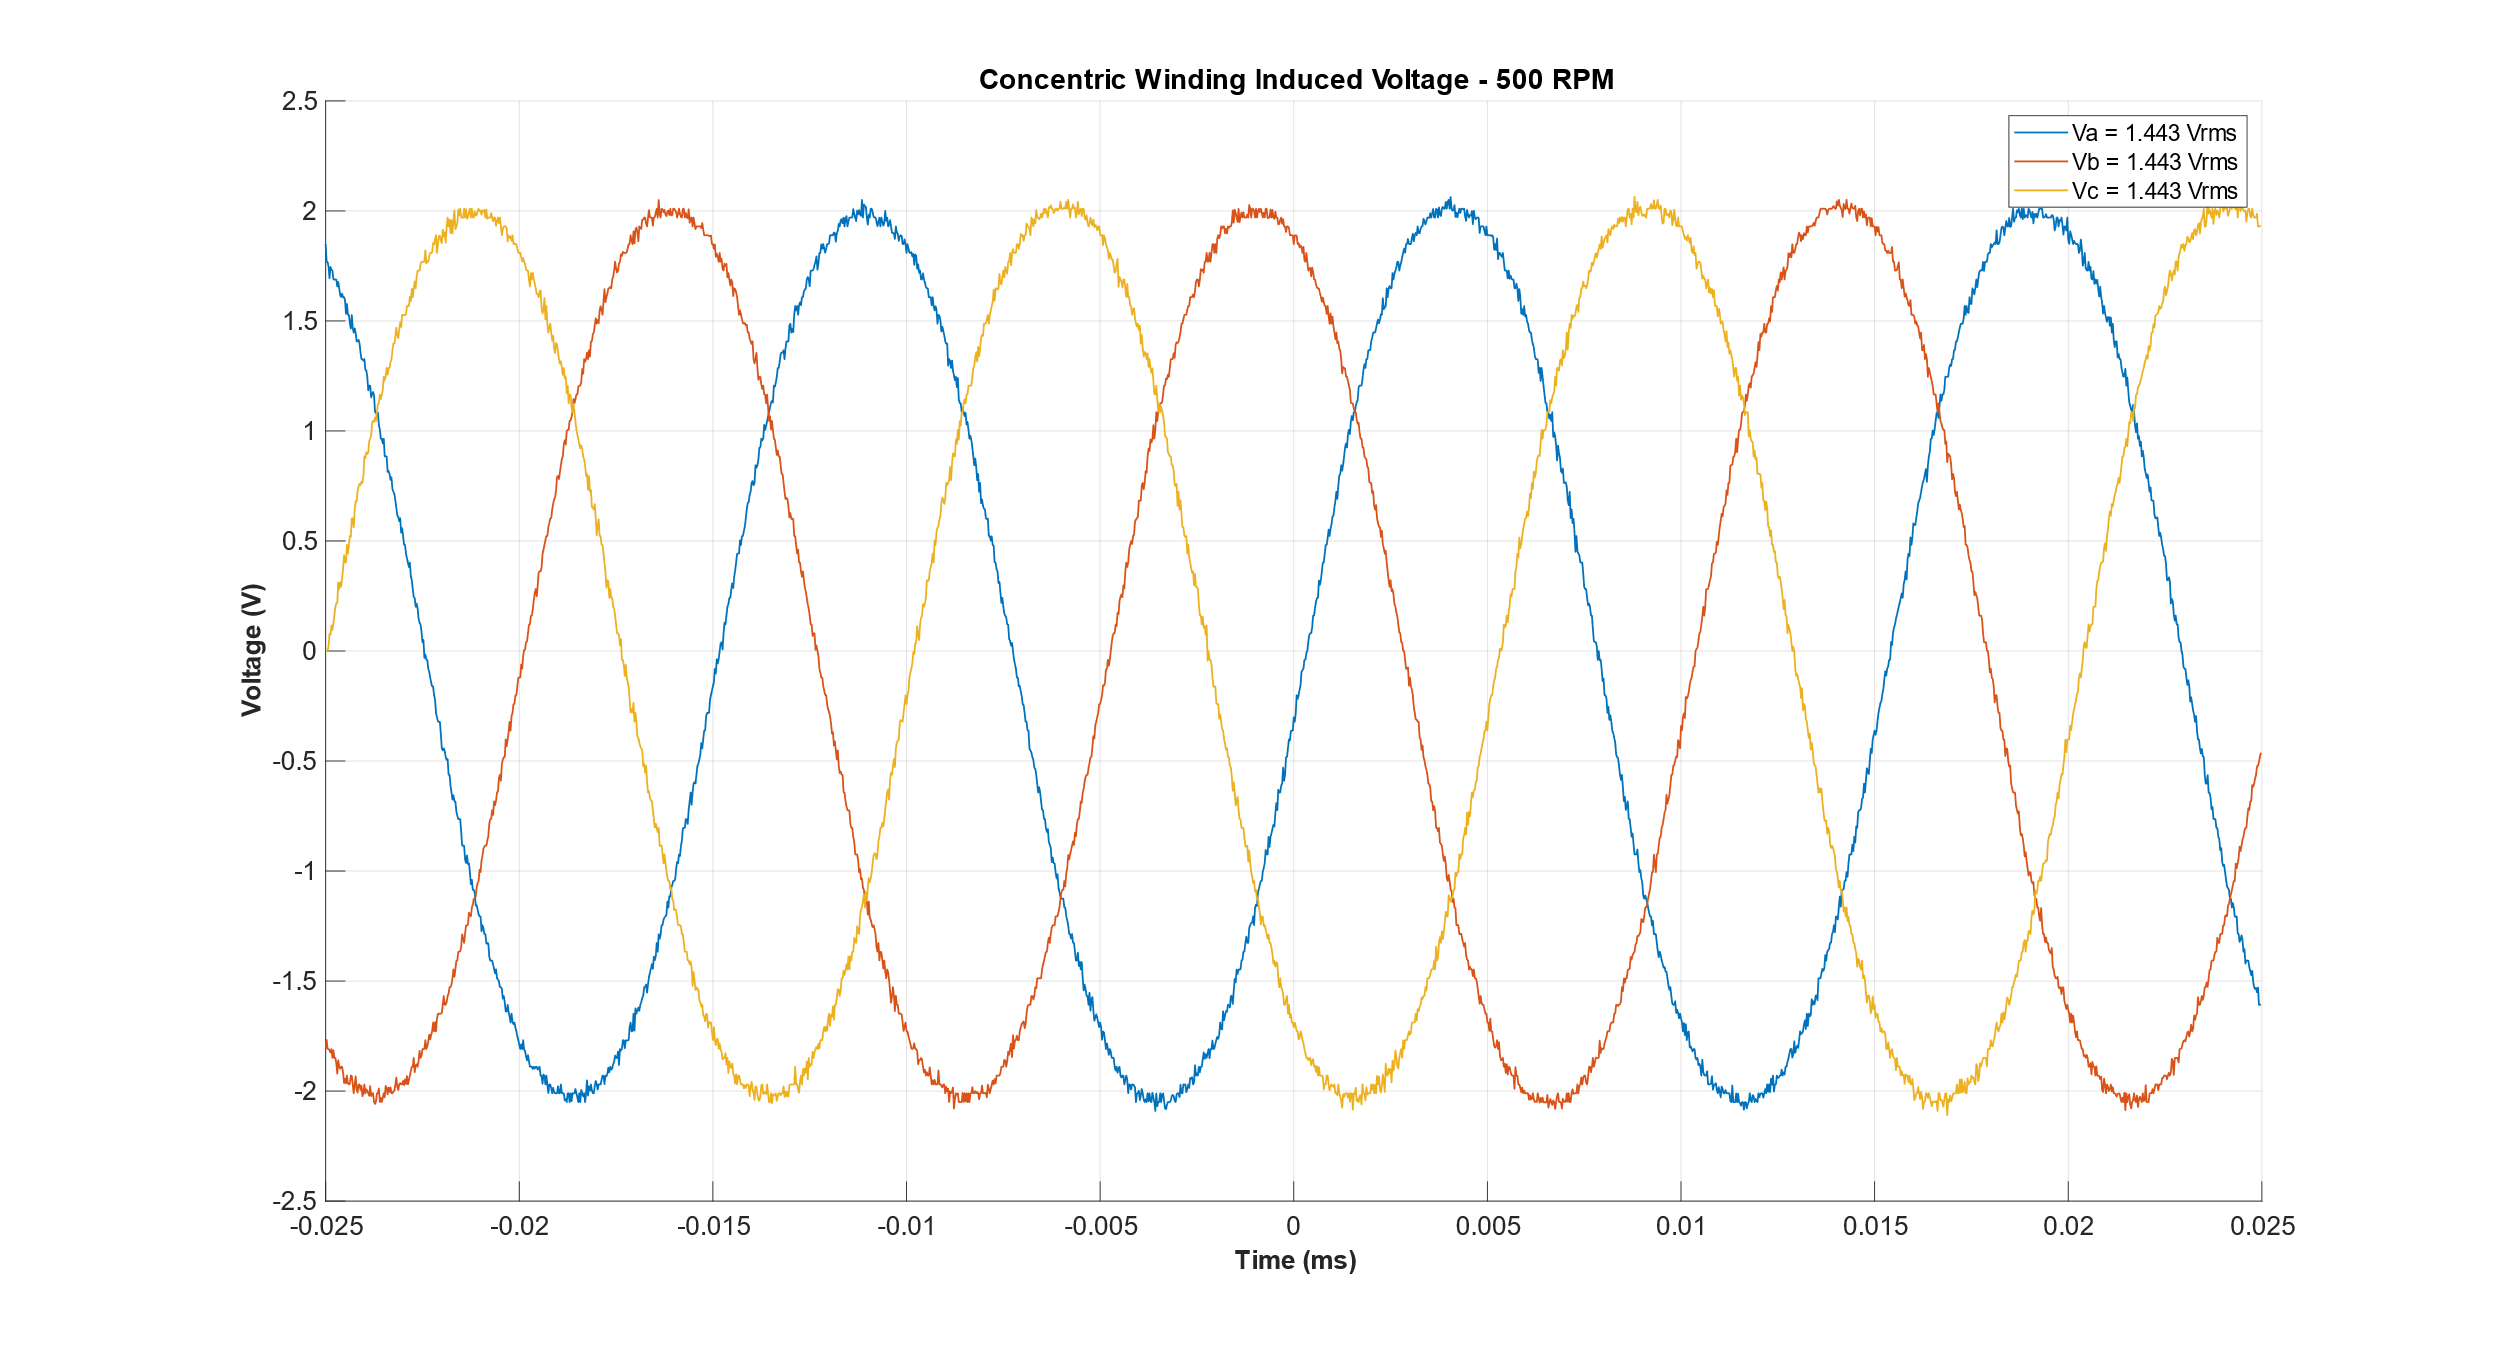 Concentric Winding Induced Voltage - 500 RPM
Va = 1.443 Vrms
Vb = 1.443 Vrms
Vc = 1.443 Vrms
2.5
2
1.5
1
0.5
0
-0.5
-1
-1.5
-2
-2.5
Voltage (V)
-0.025 -0.02 -0.015 -0.01 -0.005 0 0.005 0.01 0.015 0.02 0.025
Time (ms)